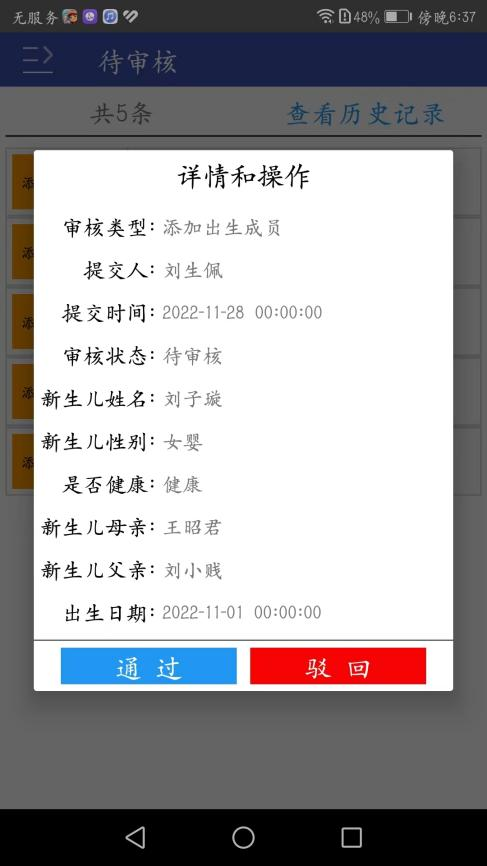 无服务 48% 傍晚6:37
待审核
共5条 查看历史记录
详情和操作
审核类型: 添加出生成员
提交人: 刘生佩
提交时间: 2022-11-28 00:00:00
审核状态: 待审核
新生儿姓名: 刘子璇
新生儿性别: 女婴
是否健康: 健康
新生儿母亲: 王昭君
新生儿父亲: 刘小贱
出生日期: 2022-11-01 00:00:00
通过 驳回